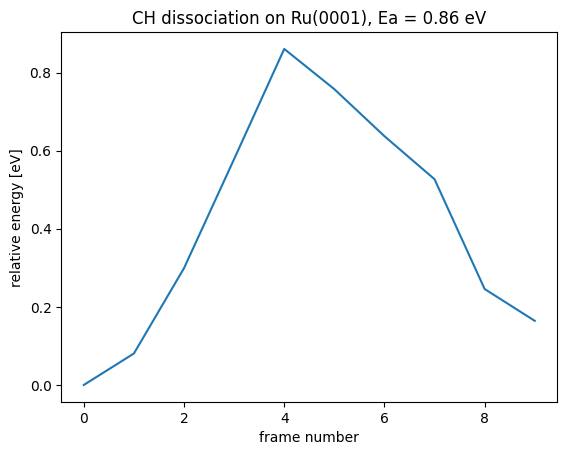 CH dissociation on Ru(0001), Ea = 0.86 eV
relative energy [eV]
0.8
0.6
0.4
0.2
0.0
0 2 4 6 8
frame number